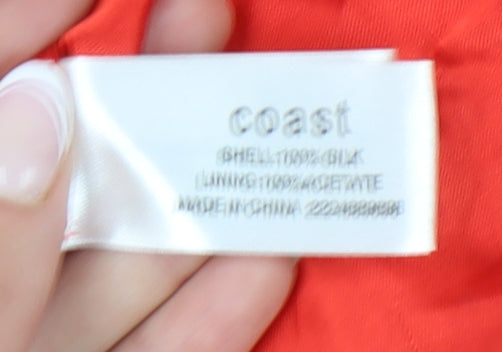 coast
SHELL:100% SILK
LINING:100% ACETATE
MADE IN CHINA